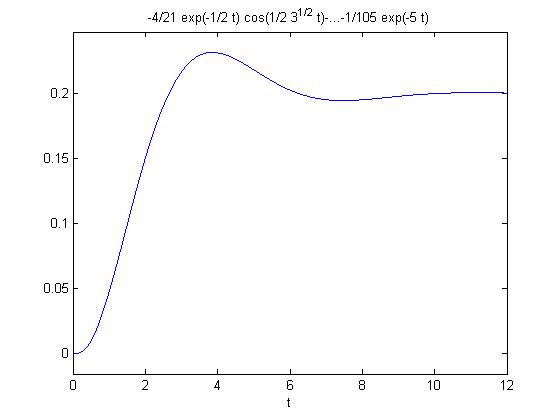 -4/21 exp(-1/2 t) cos(1/2 3^1/2 t)-...-1/105 exp(-5 t)
0.2
0.15
0.1
0.05
0
0 2 4 6 8 10 12
t